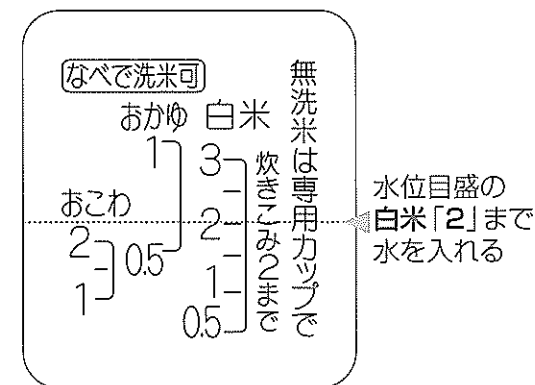 なべで洗米可
無洗米は専用カップで
炊きこみ2まで
白米
3
2
1
0.5
おかゆ
1
0.5
おこわ
2
1
水位目盛の
白米「2」まで
水を入れる